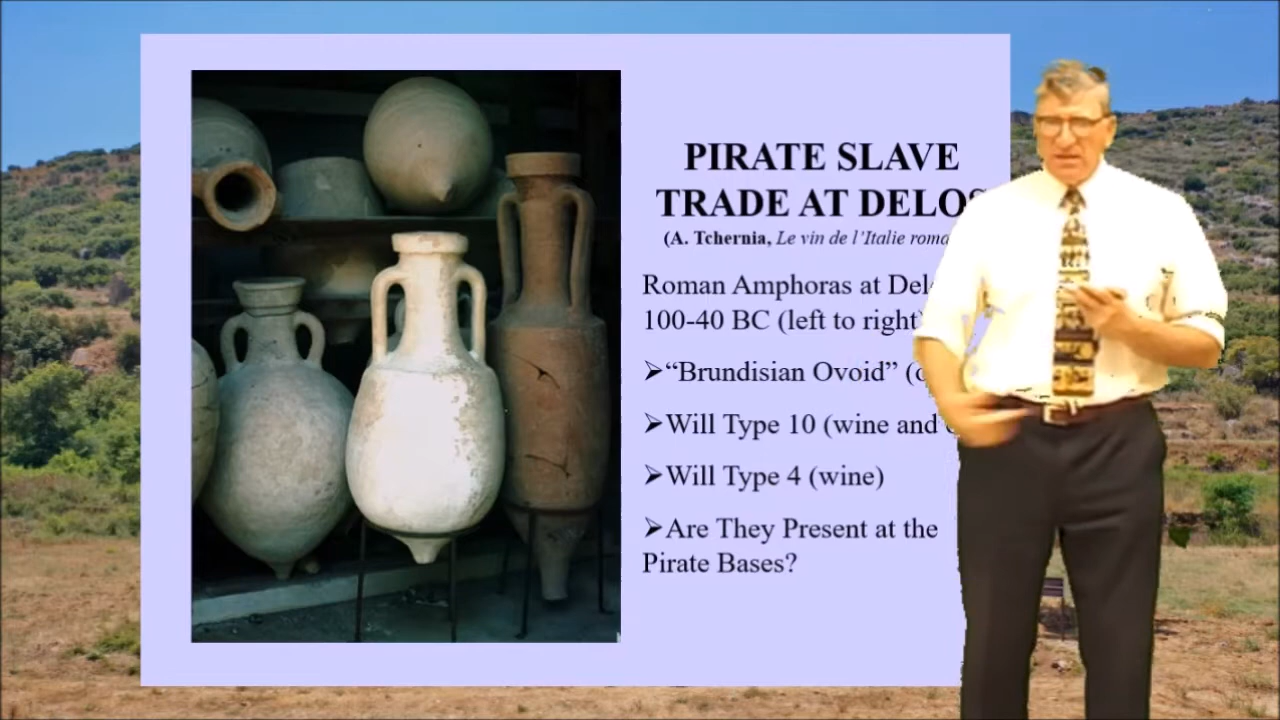 PIRATE SLAVE
TRADE AT DELOS
(A. Tchernia, Le vin de l'Italie roma
Roman Amphoras at Del
100-40 BC (left to right)
➢"Brundisian Ovoid" (o
➢Will Type 10 (wine and
➢Will Type 4 (wine)
➢Are They Present at the
Pirate Bases?